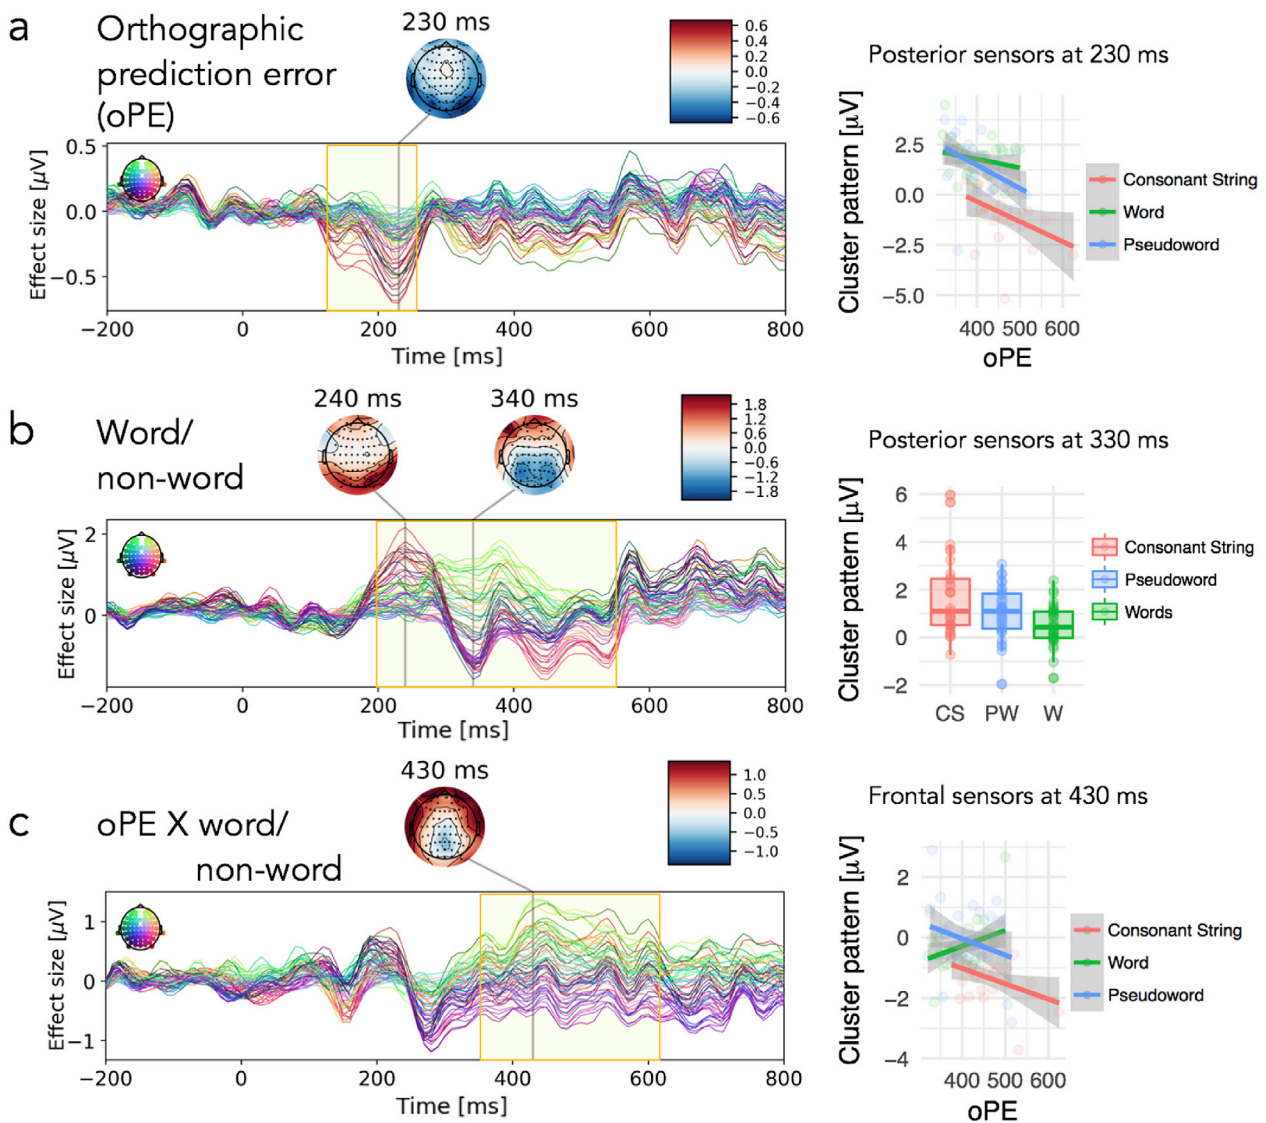 a
Orthographic
prediction error
(oPE)
230 ms
0.6
0.4
0.2
0.0
−0.2
−0.4
−0.6
Effect size [μV]
0.5
0.0
−0.5
−200 0 200 400 600 800
Time [ms]
Posterior sensors at 230 ms
Cluster pattern [μV]
2.5
0.0
−2.5
−5.0
400 500 600
oPE
Consonant String
Word
Pseudoword
b
Word/
non-word
240 ms
340 ms
1.8
1.2
0.6
0.0
−0.6
−1.2
−1.8
Effect size [μV]
2
0
−200 0 200 400 600 800
Time [ms]
Posterior sensors at 330 ms
Cluster pattern [μV]
6
4
2
0
−2
CS PW W
Consonant String
Pseudoword
Words
c
oPE X word/
non-word
430 ms
1.0
0.5
0.0
−0.5
−1.0
Effect size [μV]
1
0
−1
−200 0 200 400 600 800
Time [ms]
Frontal sensors at 430 ms
Cluster pattern [μV]
2
0
−2
−4
400 500 600
oPE
Consonant String
Word
Pseudoword